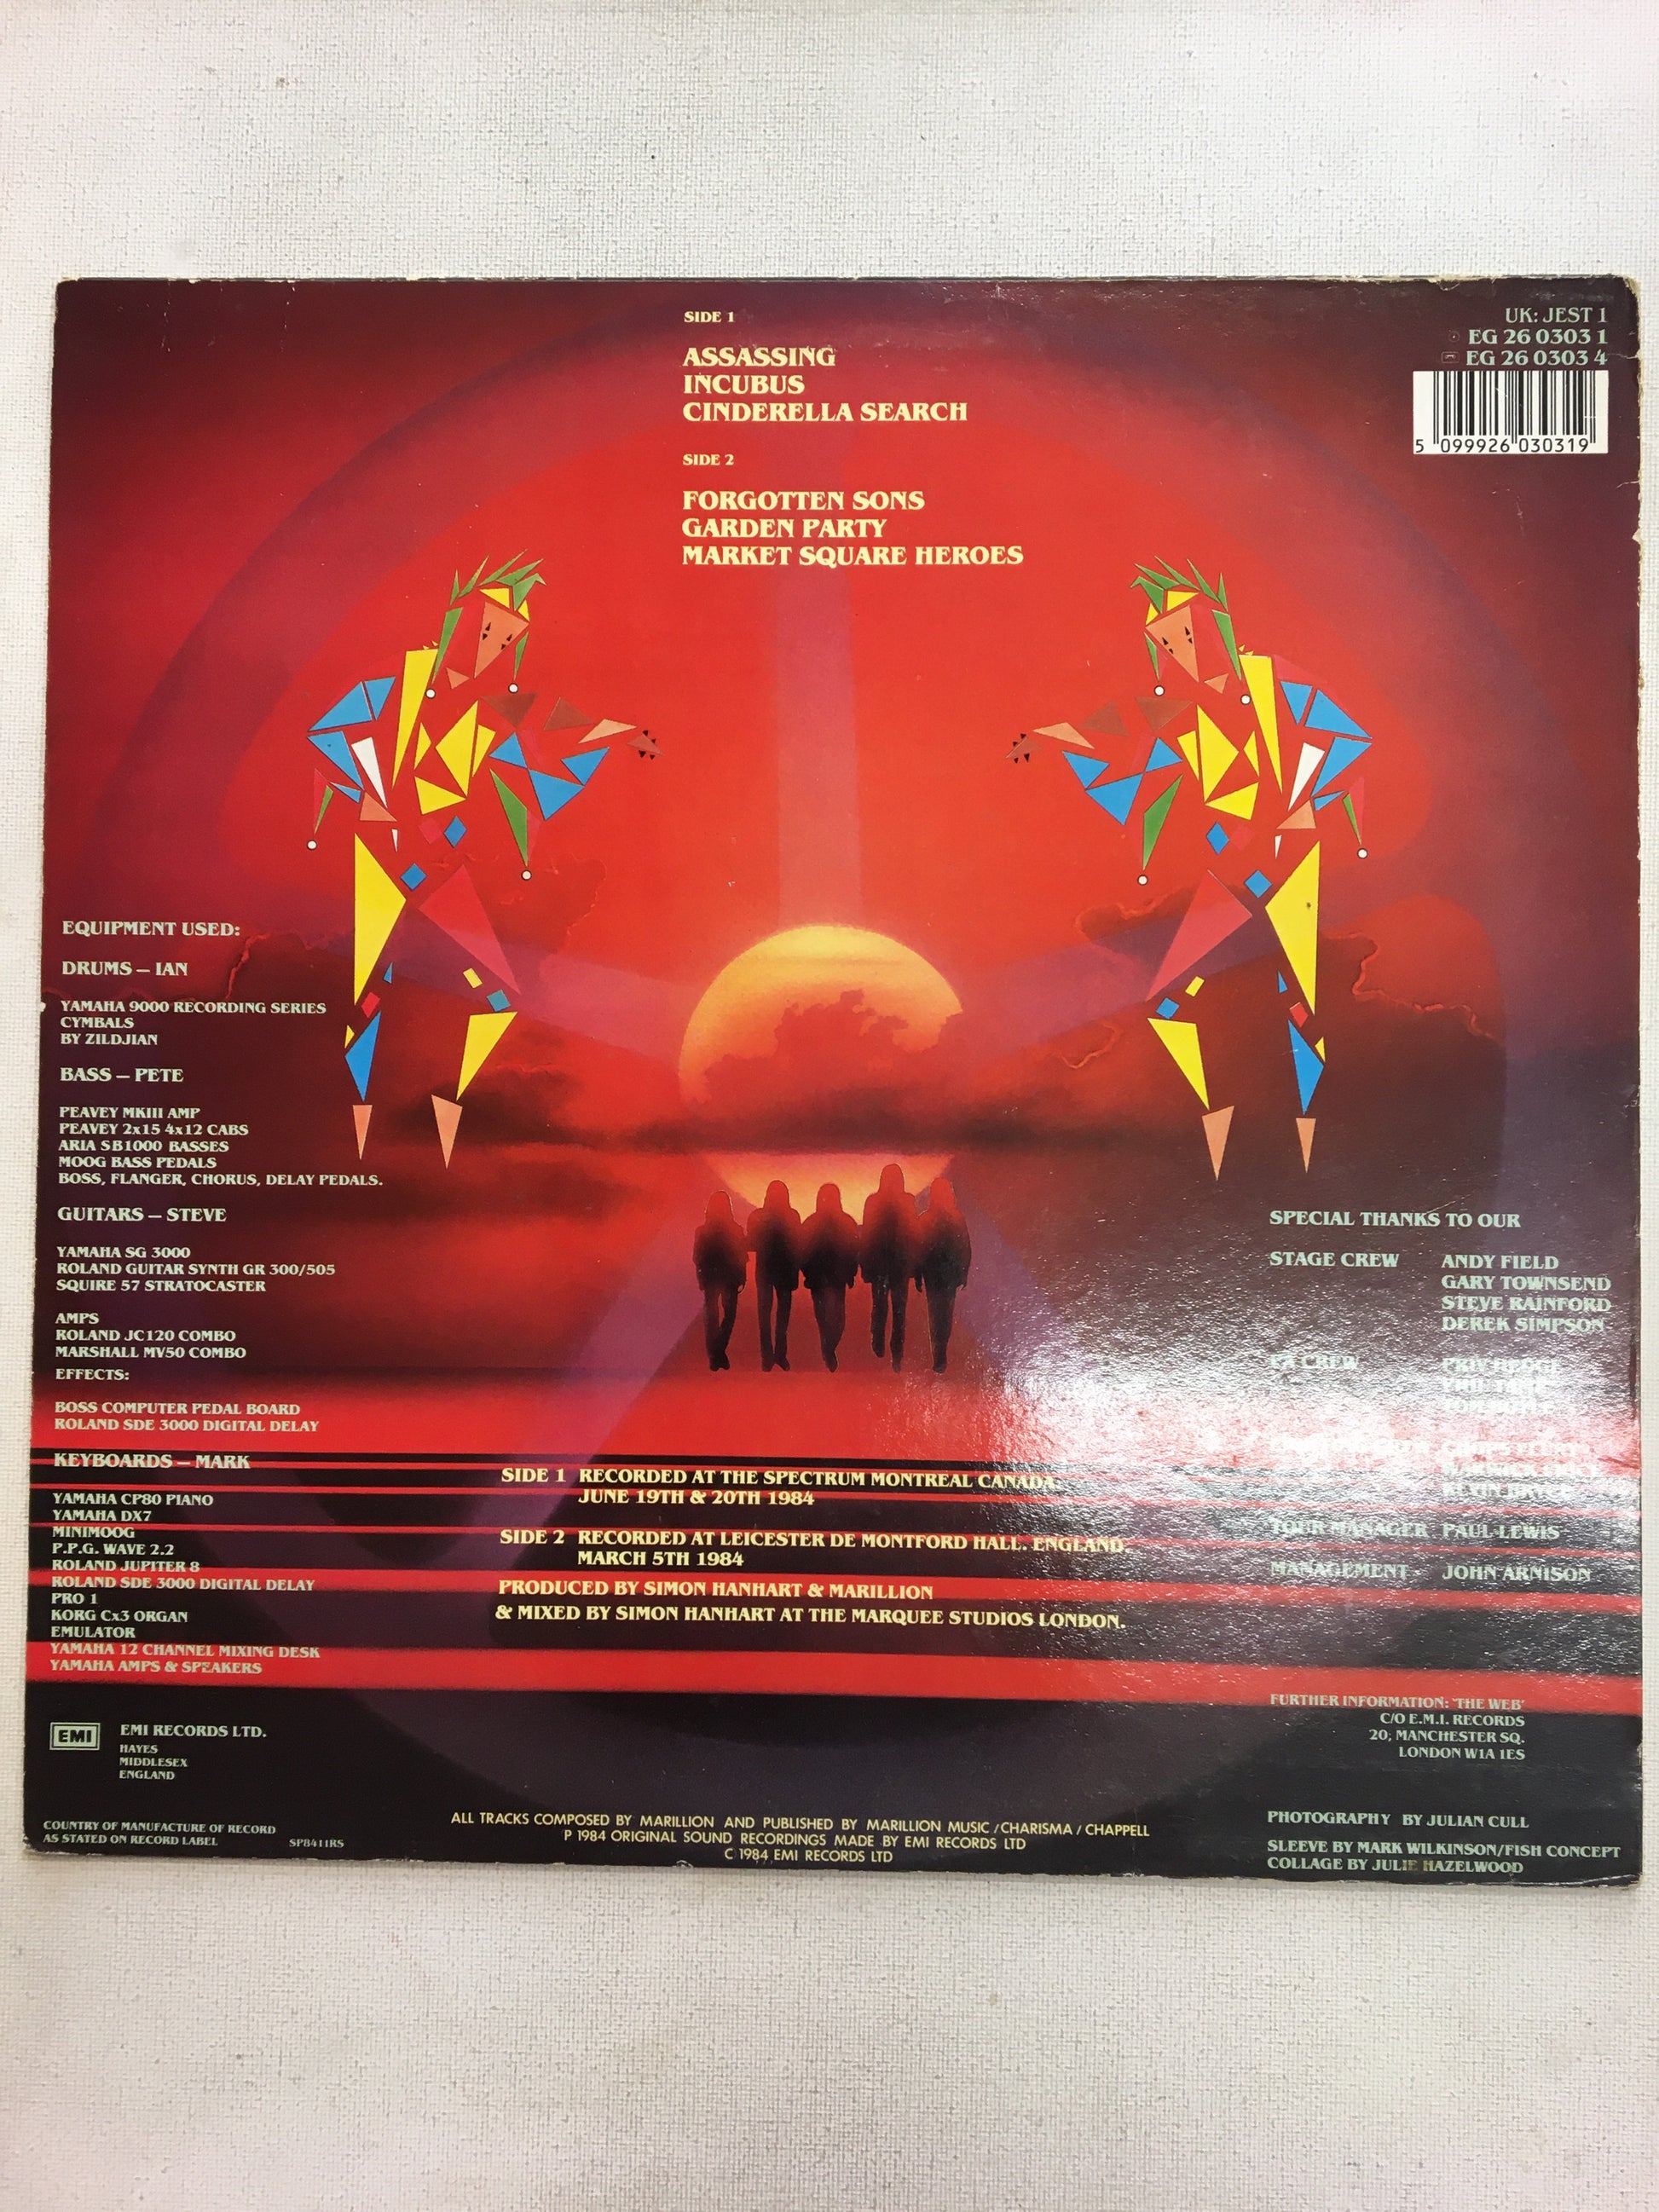 SIDE 1
ASSASSING
INCUBUS
CINDERELLA SEARCH
SIDE 2
FORGOTTEN SONS
GARDEN PARTY
MARKET SQUARE HEROES
UK: JEST 1
EG 26 0303 1
EG 26 0303 4
5 099926 030319
EQUIPMENT USED:
DRUMS – IAN
YAMAHA 9000 RECORDING SERIES
CYMBALS
BY ZILDJIAN
BASS – PETE
PEAVEY MKIII AMP
PEAVEY 2x15 4x12 CABS
ARIA SB1000 BASSES
MOOG BASS PEDALS
BOSS, FLANGER, CHORUS, DELAY PEDALS.
GUITARS – STEVE
YAMAHA SG 3000
ROLAND GUITAR SYNTH GR 300/505
SQUIRE 57 STRATOCASTER
AMPS
ROLAND JC120 COMBO
MARSHALL MV50 COMBO
EFFECTS:
BOSS COMPUTER PEDAL BOARD
ROLAND SDE 3000 DIGITAL DELAY
KEYBOARDS – MARK
YAMAHA CP80 PIANO
YAMAHA DX7
MINIMOOG
P.P.G. WAVE 2.2
ROLAND JUPITER 8
ROLAND SDE 3000 DIGITAL DELAY
PRO 1
KORG Cx3 ORGAN
EMULATOR
YAMAHA 12 CHANNEL MIXING DESK
YAMAHA AMPS & SPEAKERS
EMI
EMI RECORDS LTD.
HAYES
MIDDLESEX
ENGLAND
COUNTRY OF MANUFACTURE OF RECORD
AS STATED ON RECORD LABEL
SP8411RS
SIDE 1 RECORDED AT THE SPECTRUM MONTREAL CANADA.
JUNE 19TH & 20TH 1984
SIDE 2 RECORDED AT LEICESTER DE MONTFORD HALL. ENGLAND.
MARCH 5TH 1984
PRODUCED BY SIMON HANHART & MARILLION
& MIXED BY SIMON HANHART AT THE MARQUEE STUDIOS LONDON.
ALL TRACKS COMPOSED BY MARILLION AND PUBLISHED BY MARILLION MUSIC / CHARISMA / CHAPPELL
P 1984 ORIGINAL SOUND RECORDINGS MADE BY EMI RECORDS LTD
C 1984 EMI RECORDS LTD
SPECIAL THANKS TO OUR
STAGE CREW ANDY FIELD
GARY TOWNSEND
STEVE RAINFORD
DEREK SIMPSON
PA CREW PRIV HEDGE
TOUR MANAGER PAUL LEWIS
MANAGEMENT JOHN ARNISON
FURTHER INFORMATION: 'THE WEB'
C/O E.M.I. RECORDS
20, MANCHESTER SQ.
LONDON W1A 1ES
PHOTOGRAPHY BY JULIAN CULL
SLEEVE BY MARK WILKINSON/FISH CONCEPT
COLLAGE BY JULIE HAZELWOOD